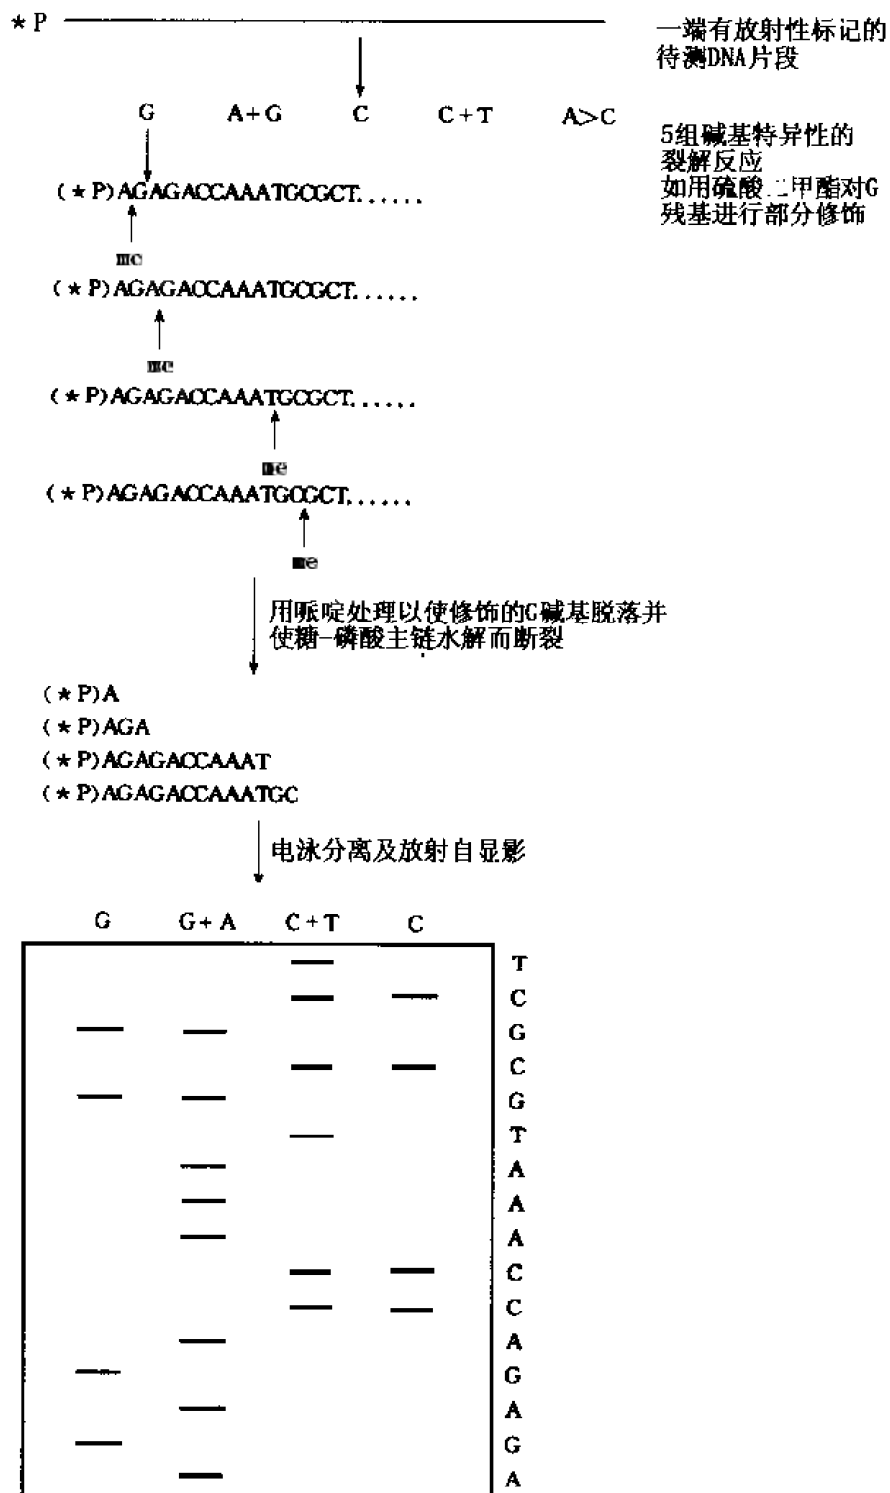 ★ P
一端有放射性标记的
待测DNA片段
G A+G C C+T A>C
5组碱基特异性的
裂解反应
如用硫酸二甲酯对G
残基进行部分修饰
(★P)AGAGACCAAATGCGCT......
me
(★P)AGAGACCAAATGCGCT......
me
(★P)AGAGACCAAATGCGCT......
me
(★P)AGAGACCAAATGCGCT......
me
用哌啶处理以使修饰的G碱基脱落并
使糖-磷酸主链水解而断裂
(★P)A
(★P)AGA
(★P)AGAGACCAAAT
(★P)AGAGACCAAATGC
电泳分离及放射自显影
G G+A C+T C
T
C
G
C
G
T
A
A
A
C
C
A
G
A
G
A